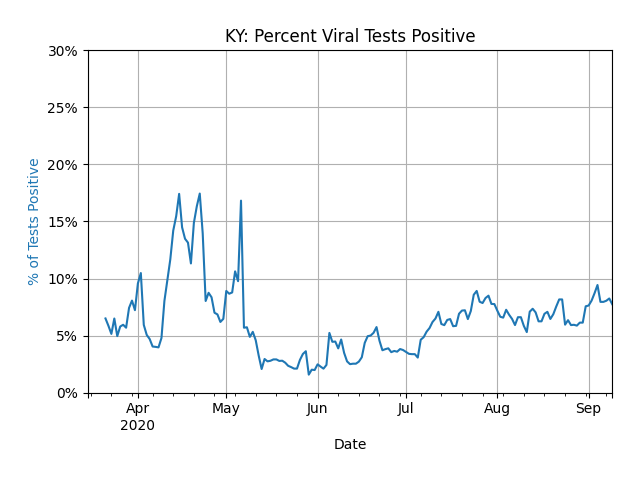 KY: Percent Viral Tests Positive
30%
25%
20%
15%
10%
5%
0%
% of Tests Positive
Apr May Jun Jul Aug Sep
2020
Date